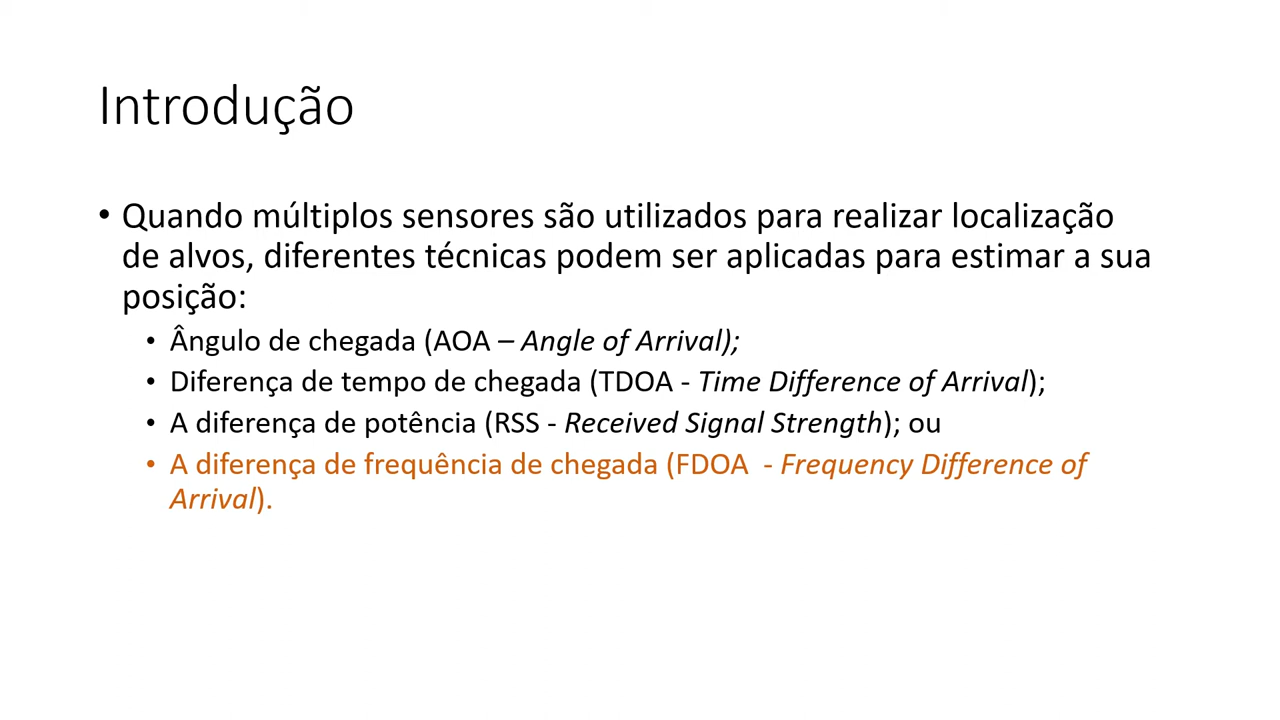 Introdução
• Quando múltiplos sensores são utilizados para realizar localização
de alvos, diferentes técnicas podem ser aplicadas para estimar a sua
posição:
• Ângulo de chegada (AOA – Angle of Arrival);
• Diferença de tempo de chegada (TDOA - Time Difference of Arrival);
• A diferença de potência (RSS - Received Signal Strength); ou
• A diferença de frequência de chegada (FDOA  - Frequency Difference of
Arrival).